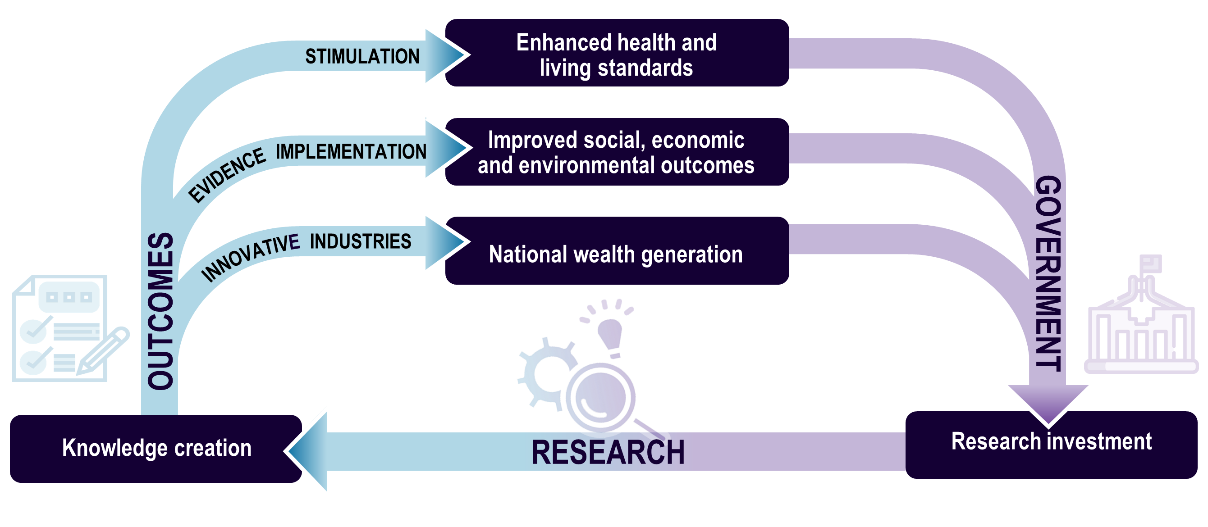 STIMULATION
Enhanced health and
living standards
EVIDENCE IMPLEMENTATION
Improved social, economic
and environmental outcomes
INNOVATIVE INDUSTRIES
National wealth generation
OUTCOMES
GOVERNMENT
Knowledge creation
RESEARCH
Research investment